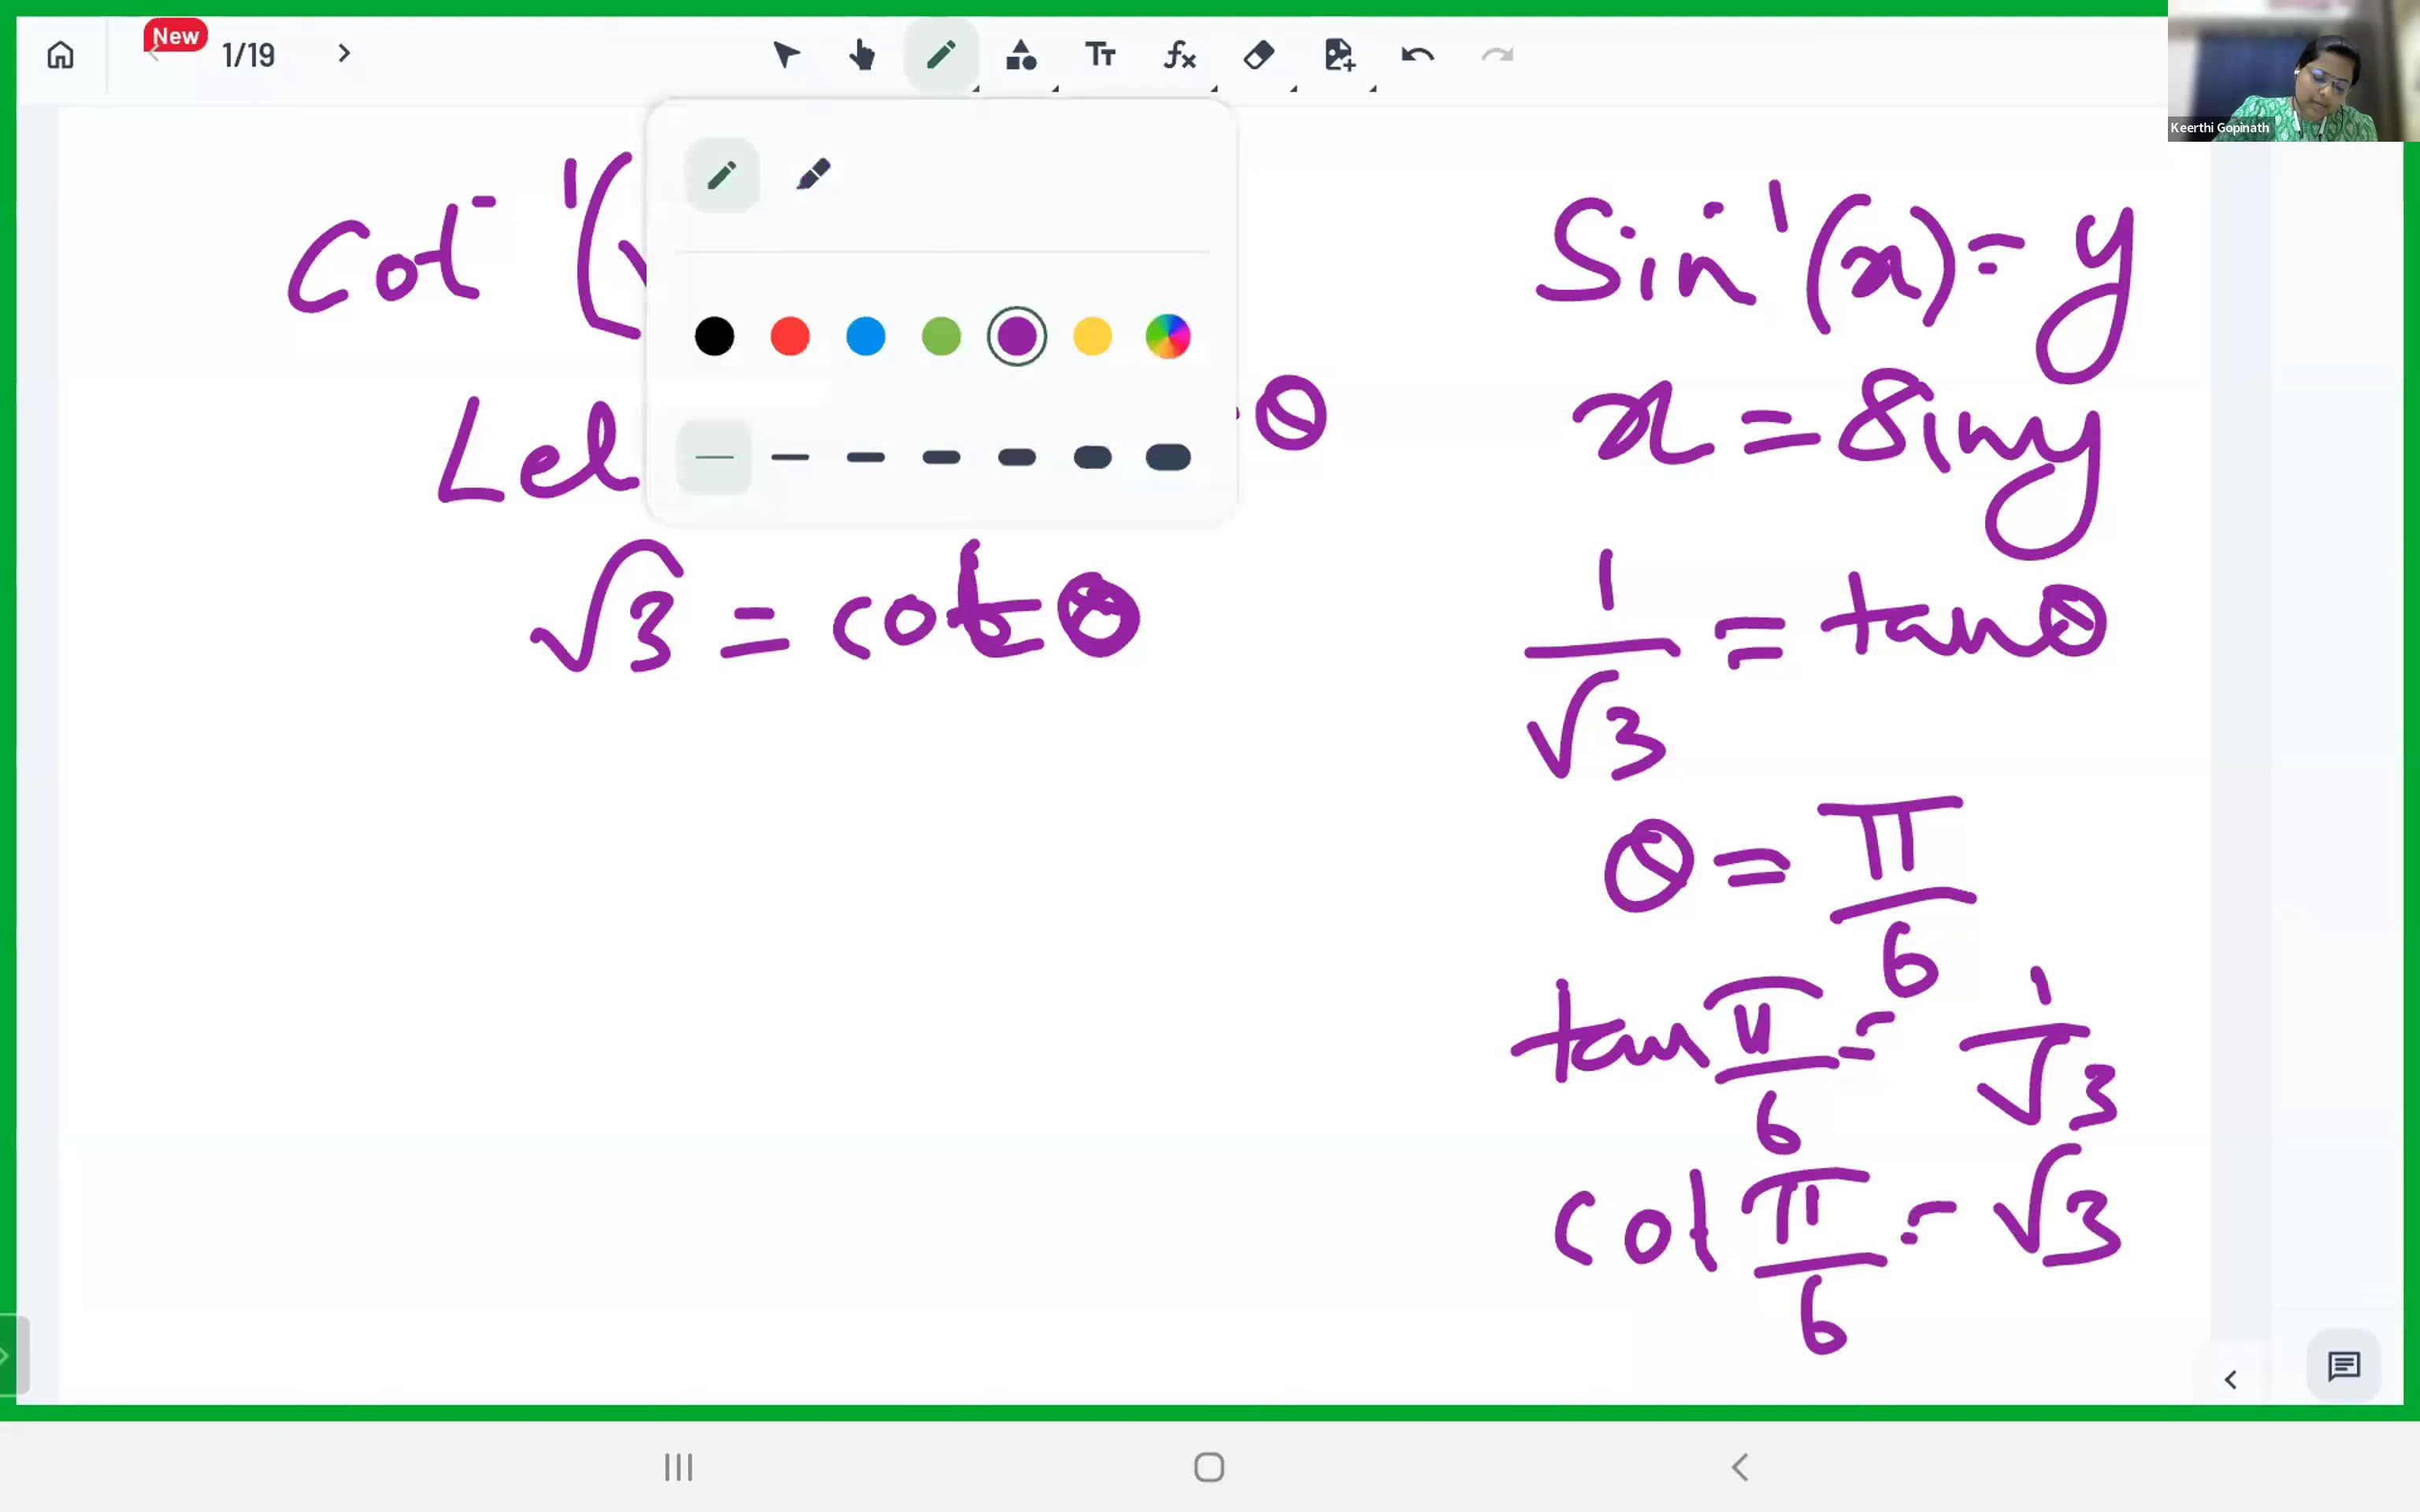 New
1/19
Keerthi Gopinath
Cot⁻¹(√
Let θ
√3 = cot θ
Sin⁻¹(x) = y
x = Siny
1/√3 = tanθ
θ = π/6
tan π/6 = 1/√3
cot π/6 = √3